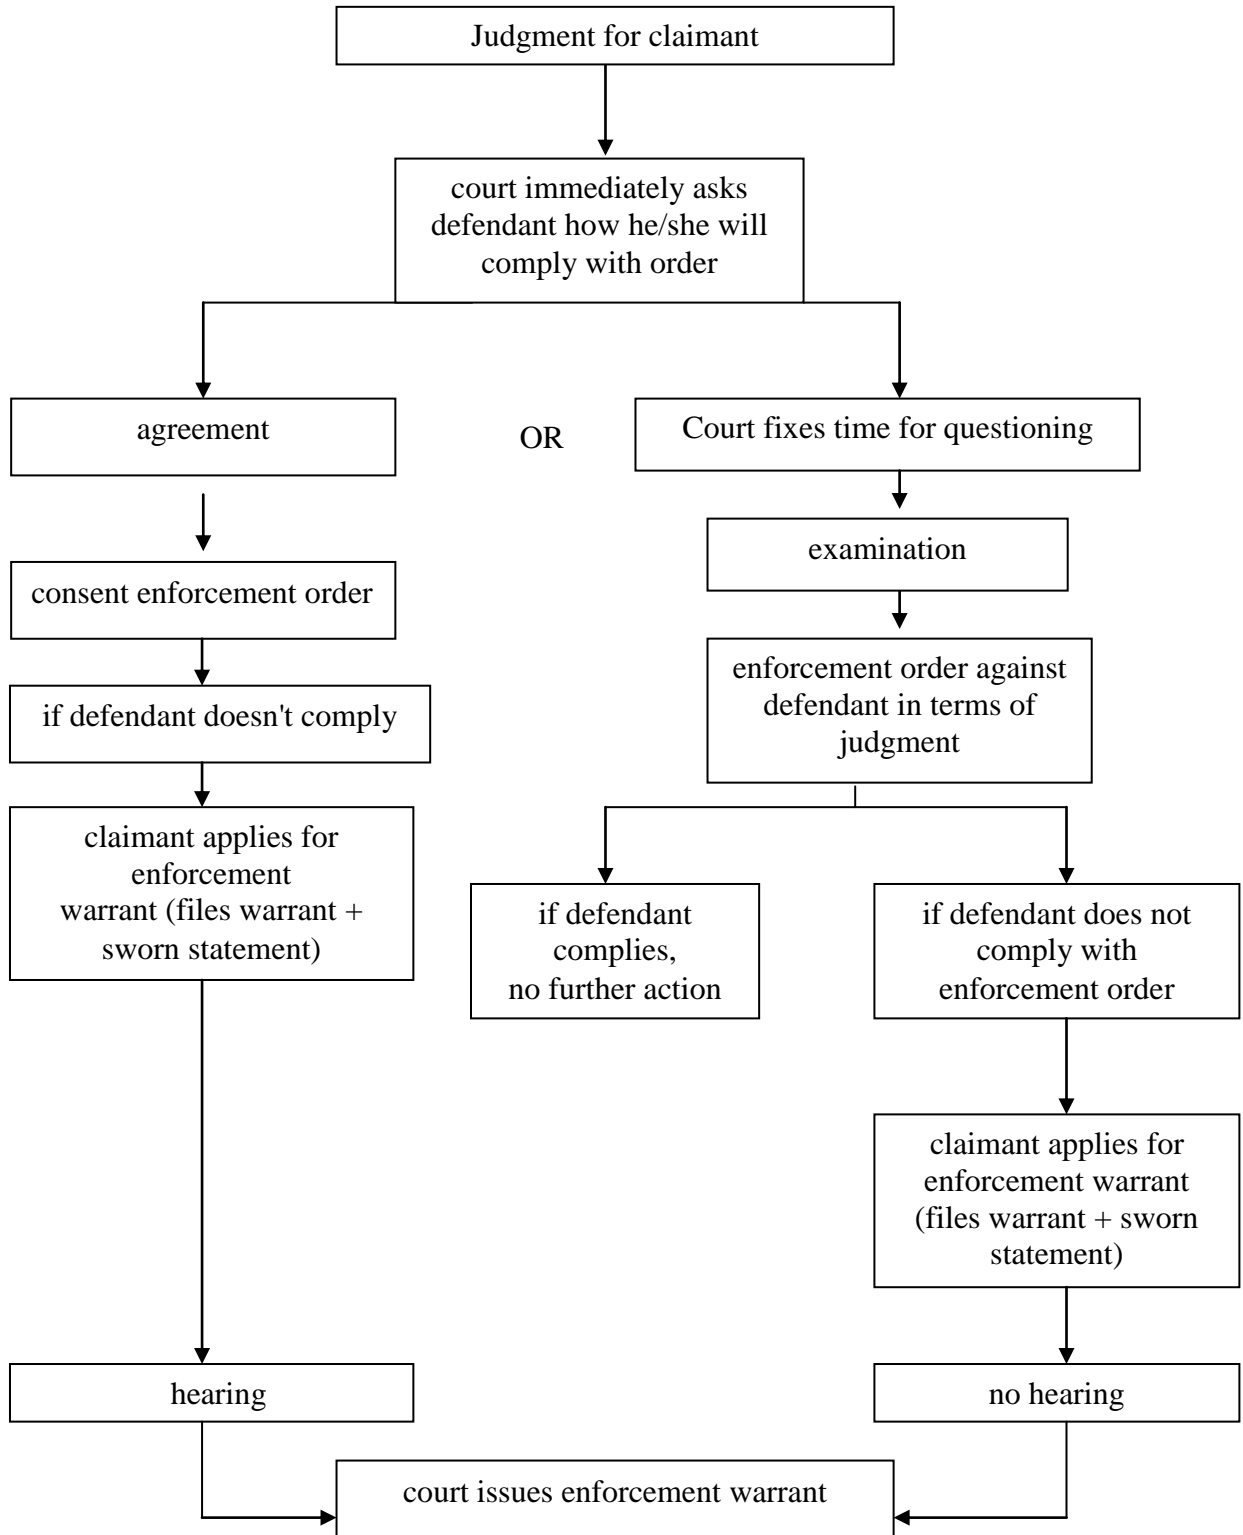 Judgment for claimant
court immediately asks
defendant how he/she will
comply with order
agreement
OR
Court fixes time for questioning
examination
consent enforcement order
enforcement order against
defendant in terms of
judgment
if defendant doesn't comply
claimant applies for
enforcement
warrant (files warrant +
sworn statement)
if defendant
complies,
no further action
if defendant does not
comply with
enforcement order
claimant applies for
enforcement warrant
(files warrant + sworn
statement)
hearing
no hearing
court issues enforcement warrant